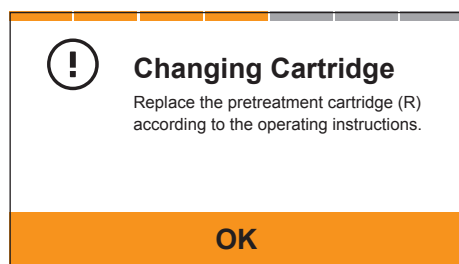 Changing Cartridge
Replace the pretreatment cartridge (R)
according to the operating instructions.
OK